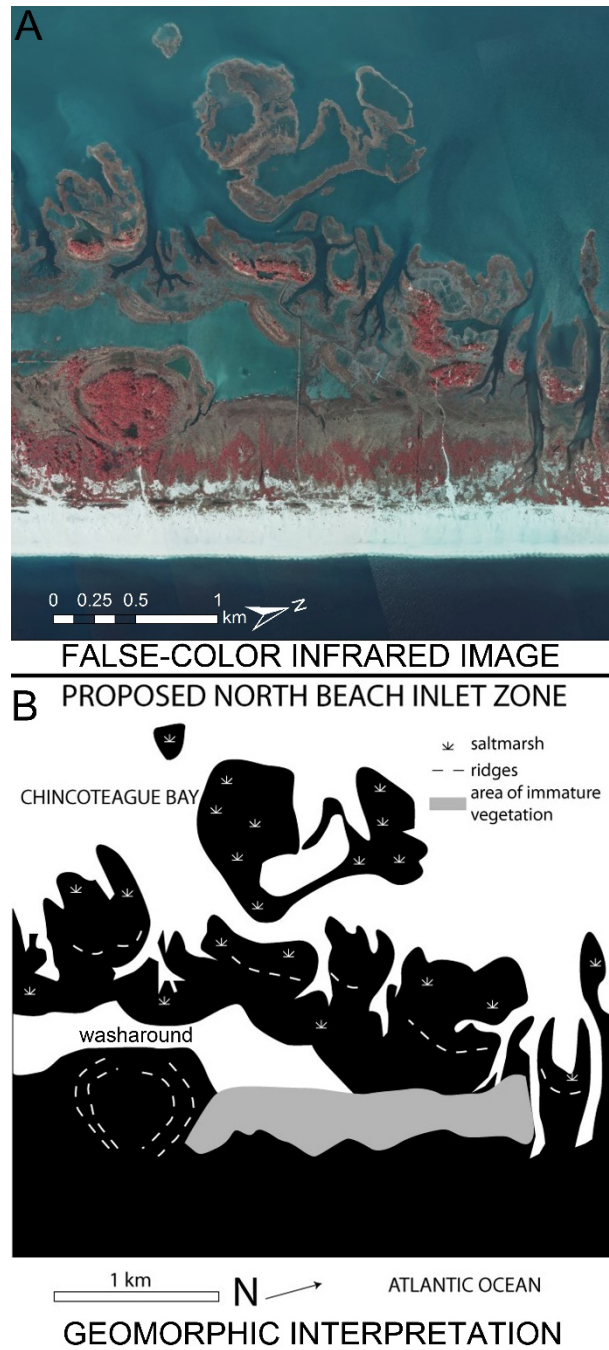 A
0 0.25 0.5 1
km
N
FALSE-COLOR INFRARED IMAGE
B PROPOSED NORTH BEACH INLET ZONE
saltmarsh
CHINCOTEAGUE BAY
ridges
area of immature
vegetation
washaround
1 km
N
ATLANTIC OCEAN
GEOMORPHIC INTERPRETATION